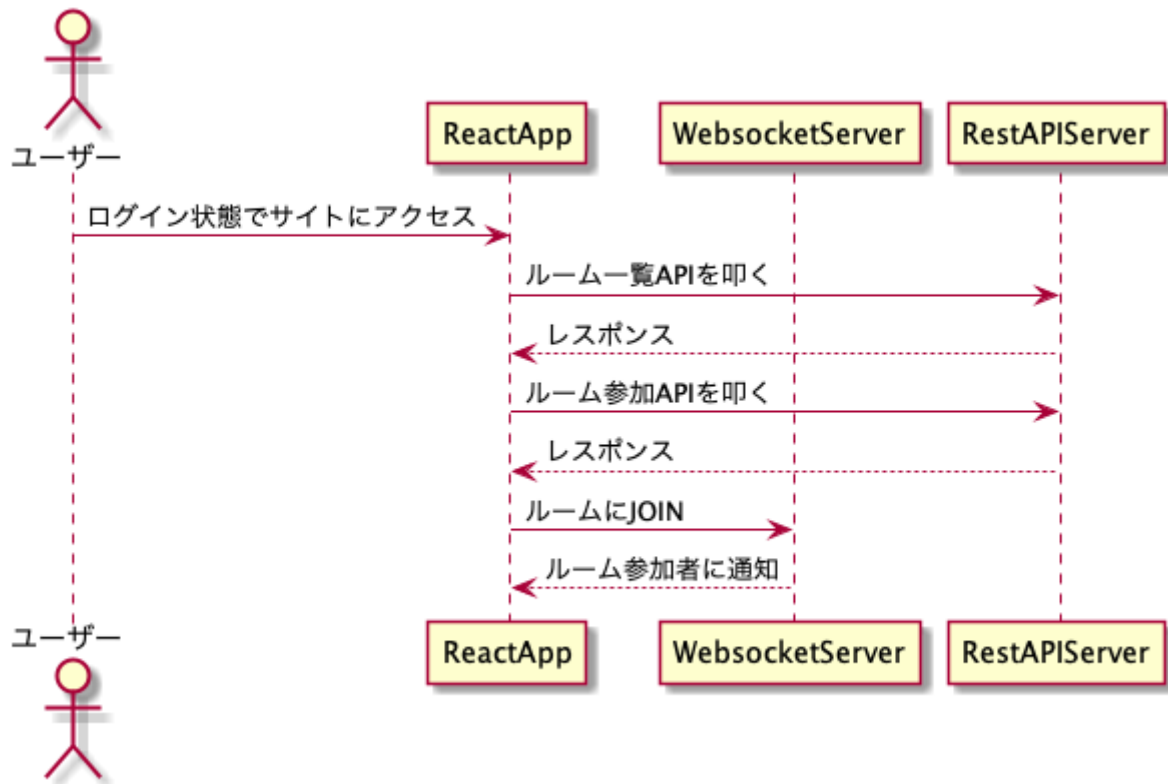 ユーザー
ReactApp
WebsocketServer
RestAPIServer
ログイン状態でサイトにアクセス
ルーム一覧APIを叩く
レスポンス
ルーム参加APIを叩く
レスポンス
ルームにJOIN
ルーム参加者に通知
ユーザー
ReactApp
WebsocketServer
RestAPIServer